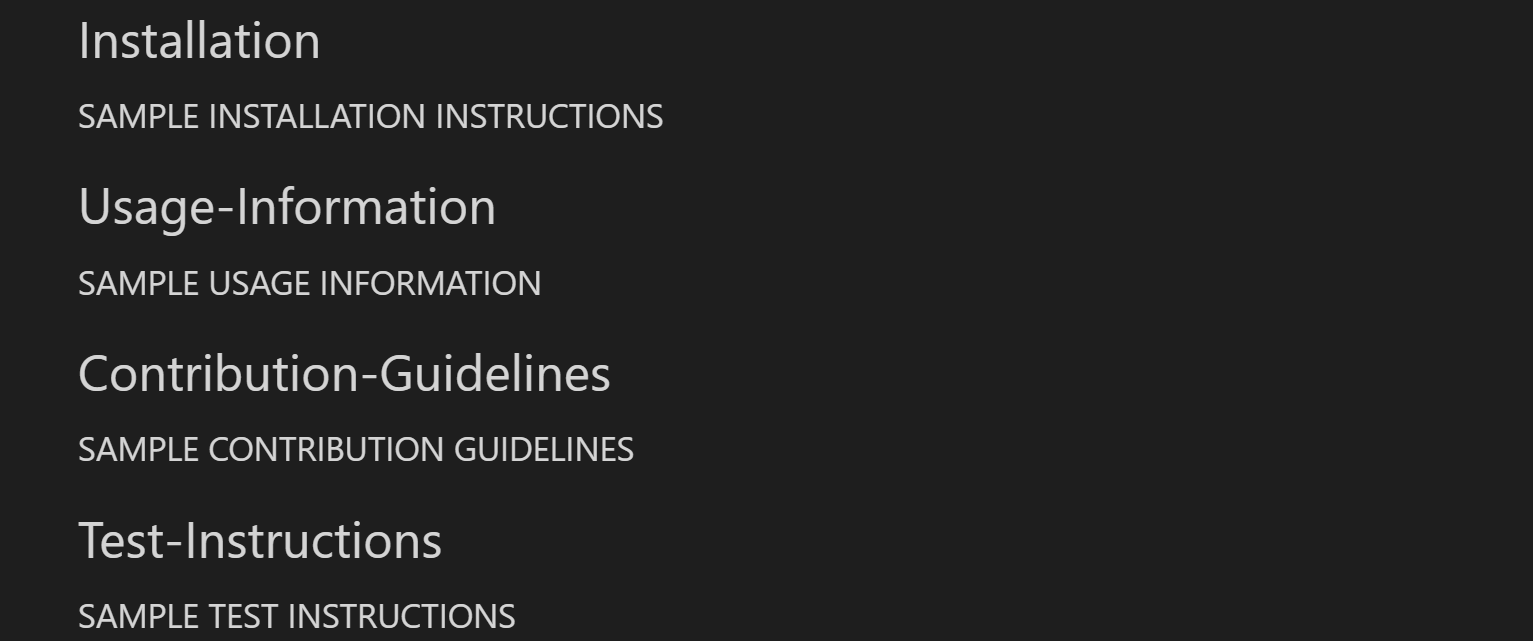 Installation
SAMPLE INSTALLATION INSTRUCTIONS
Usage-Information
SAMPLE USAGE INFORMATION
Contribution-Guidelines
SAMPLE CONTRIBUTION GUIDELINES
Test-Instructions
SAMPLE TEST INSTRUCTIONS